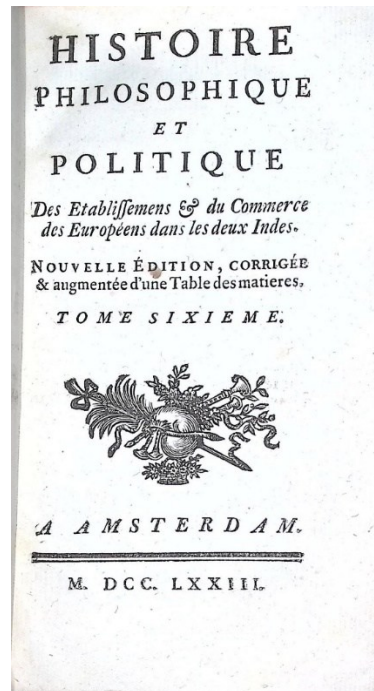 HISTOIRE
PHILOSOPHIQUE
ET
POLITIQUE
Des Etabliſſemens & du Commerce
des Européens dans les deux Indes.
NOUVELLE ÉDITION, CORRIGÉE
& augmentée d'une Table des matieres,
TOME SIXIEME.
A AMSTERDAM.
M. DCC. LXXIII.